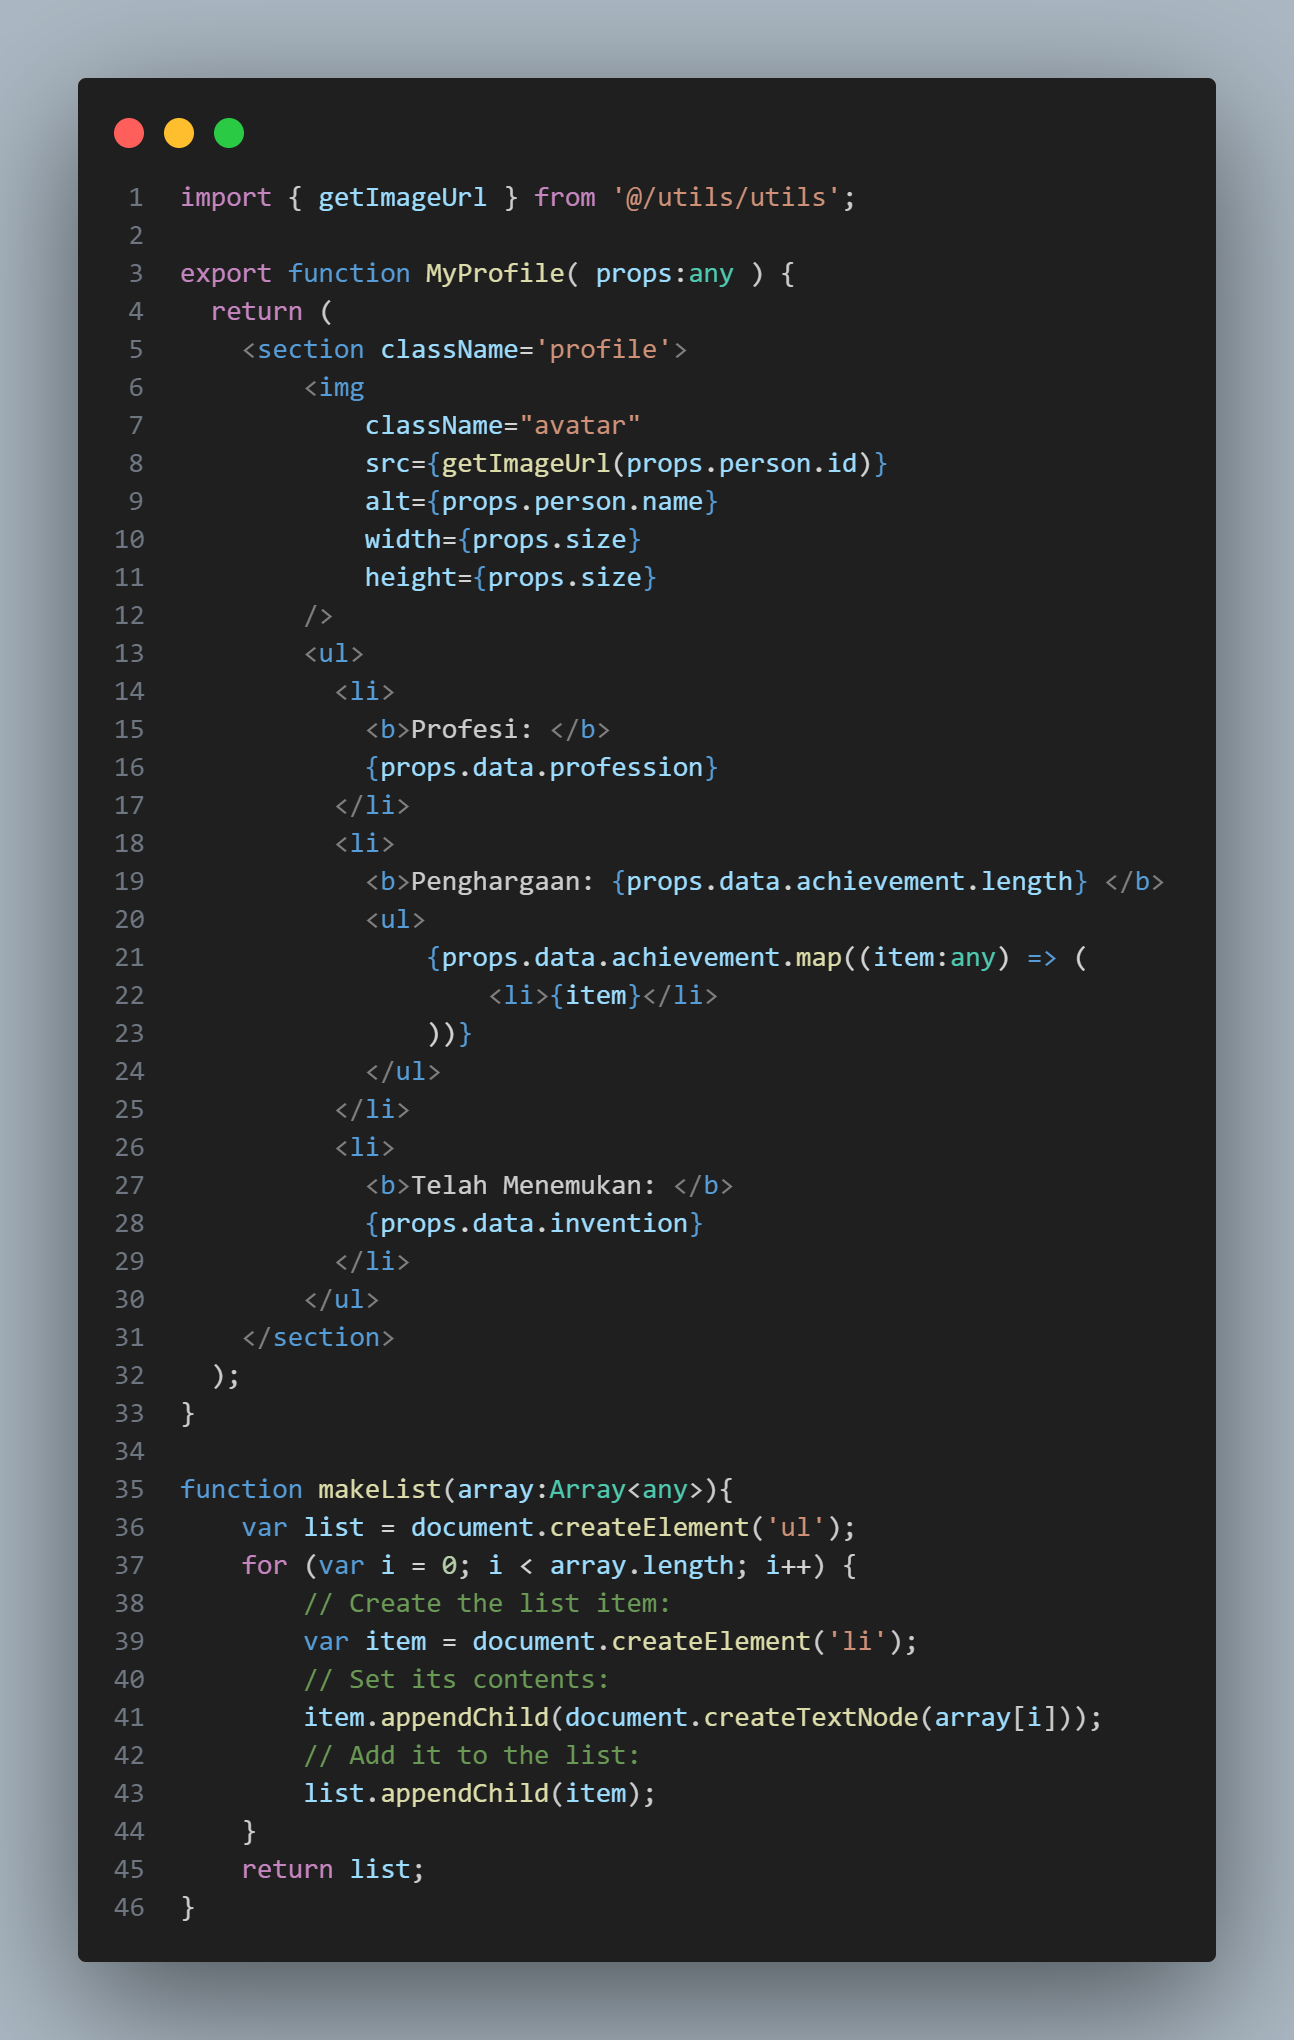 1 import { getImageUrl } from '@/utils/utils';
2
3 export function MyProfile( props:any ) {
4   return (
5     <section className='profile'>
6         <img
7             className="avatar"
8             src={getImageUrl(props.person.id)}
9             alt={props.person.name}
10             width={props.size}
11             height={props.size}
12         />
13         <ul>
14           <li>
15             <b>Profesi: </b>
16             {props.data.profession}
17           </li>
18           <li>
19             <b>Penghargaan: {props.data.achievement.length} </b>
20             <ul>
21                 {props.data.achievement.map((item:any) => (
22                     <li>{item}</li>
23                 ))}
24             </ul>
25           </li>
26           <li>
27             <b>Telah Menemukan: </b>
28             {props.data.invention}
29           </li>
30         </ul>
31     </section>
32   );
33 }
34
35 function makeList(array:Array<any>){
36     var list = document.createElement('ul');
37     for (var i = 0; i < array.length; i++) {
38         // Create the list item:
39         var item = document.createElement('li');
40         // Set its contents:
41         item.appendChild(document.createTextNode(array[i]));
42         // Add it to the list:
43         list.appendChild(item);
44     }
45     return list;
46 }